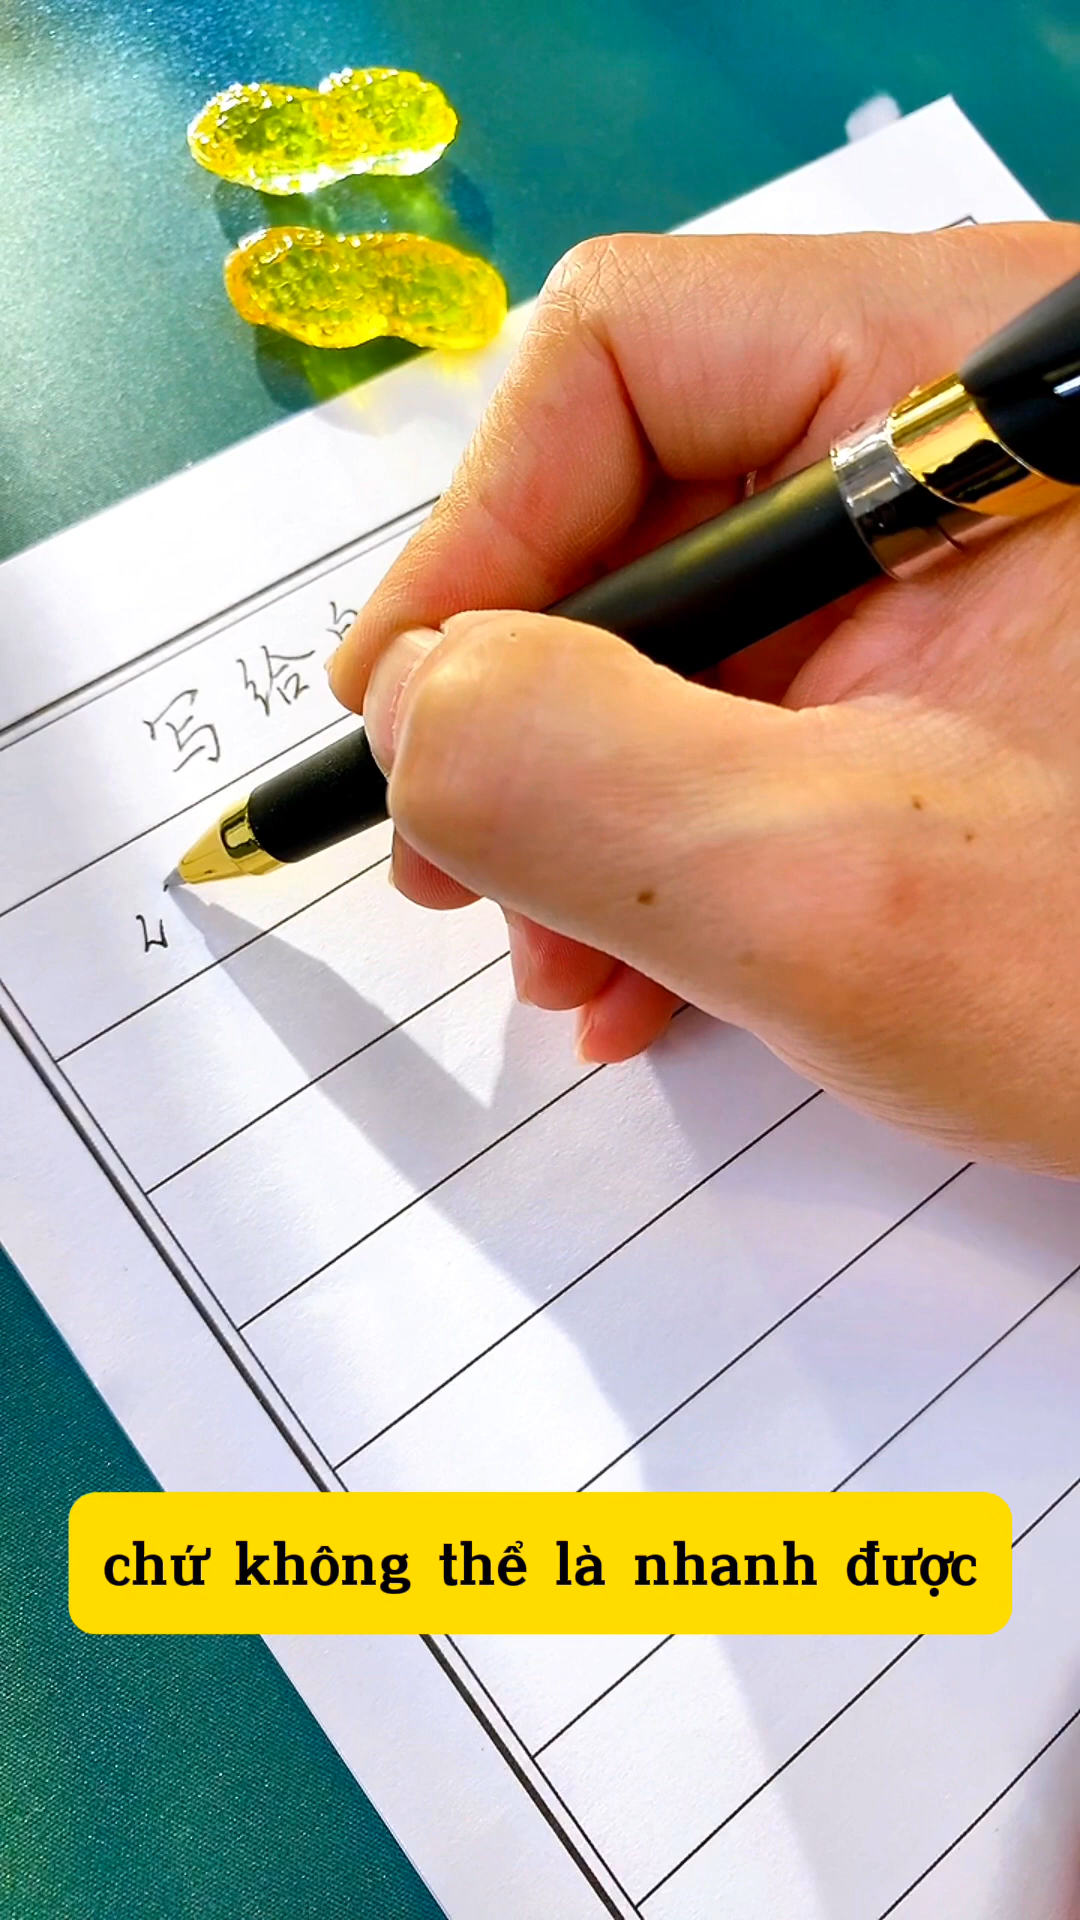 写给
chứ không thể là nhanh được